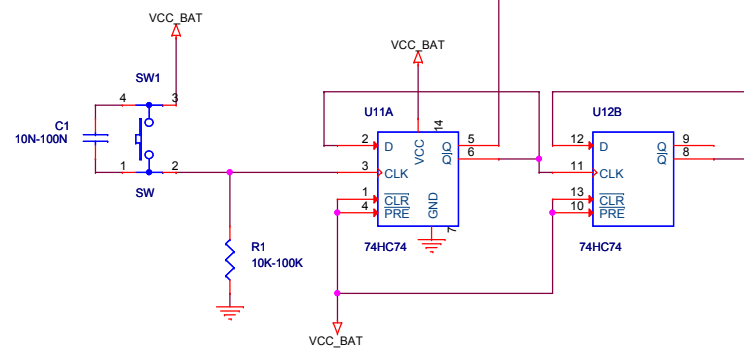 VCC_BAT
VCC_BAT
SW1
4
3
C1
10N-100N
1
2
SW
U11A
14
2
D
VCC
Q
5
Q
6
3
CLK
1
CLR
4
PRE
GND
7
74HC74
U12B
12
D
Q
9
Q
8
11
CLK
13
CLR
10
PRE
74HC74
R1
10K-100K
VCC_BAT